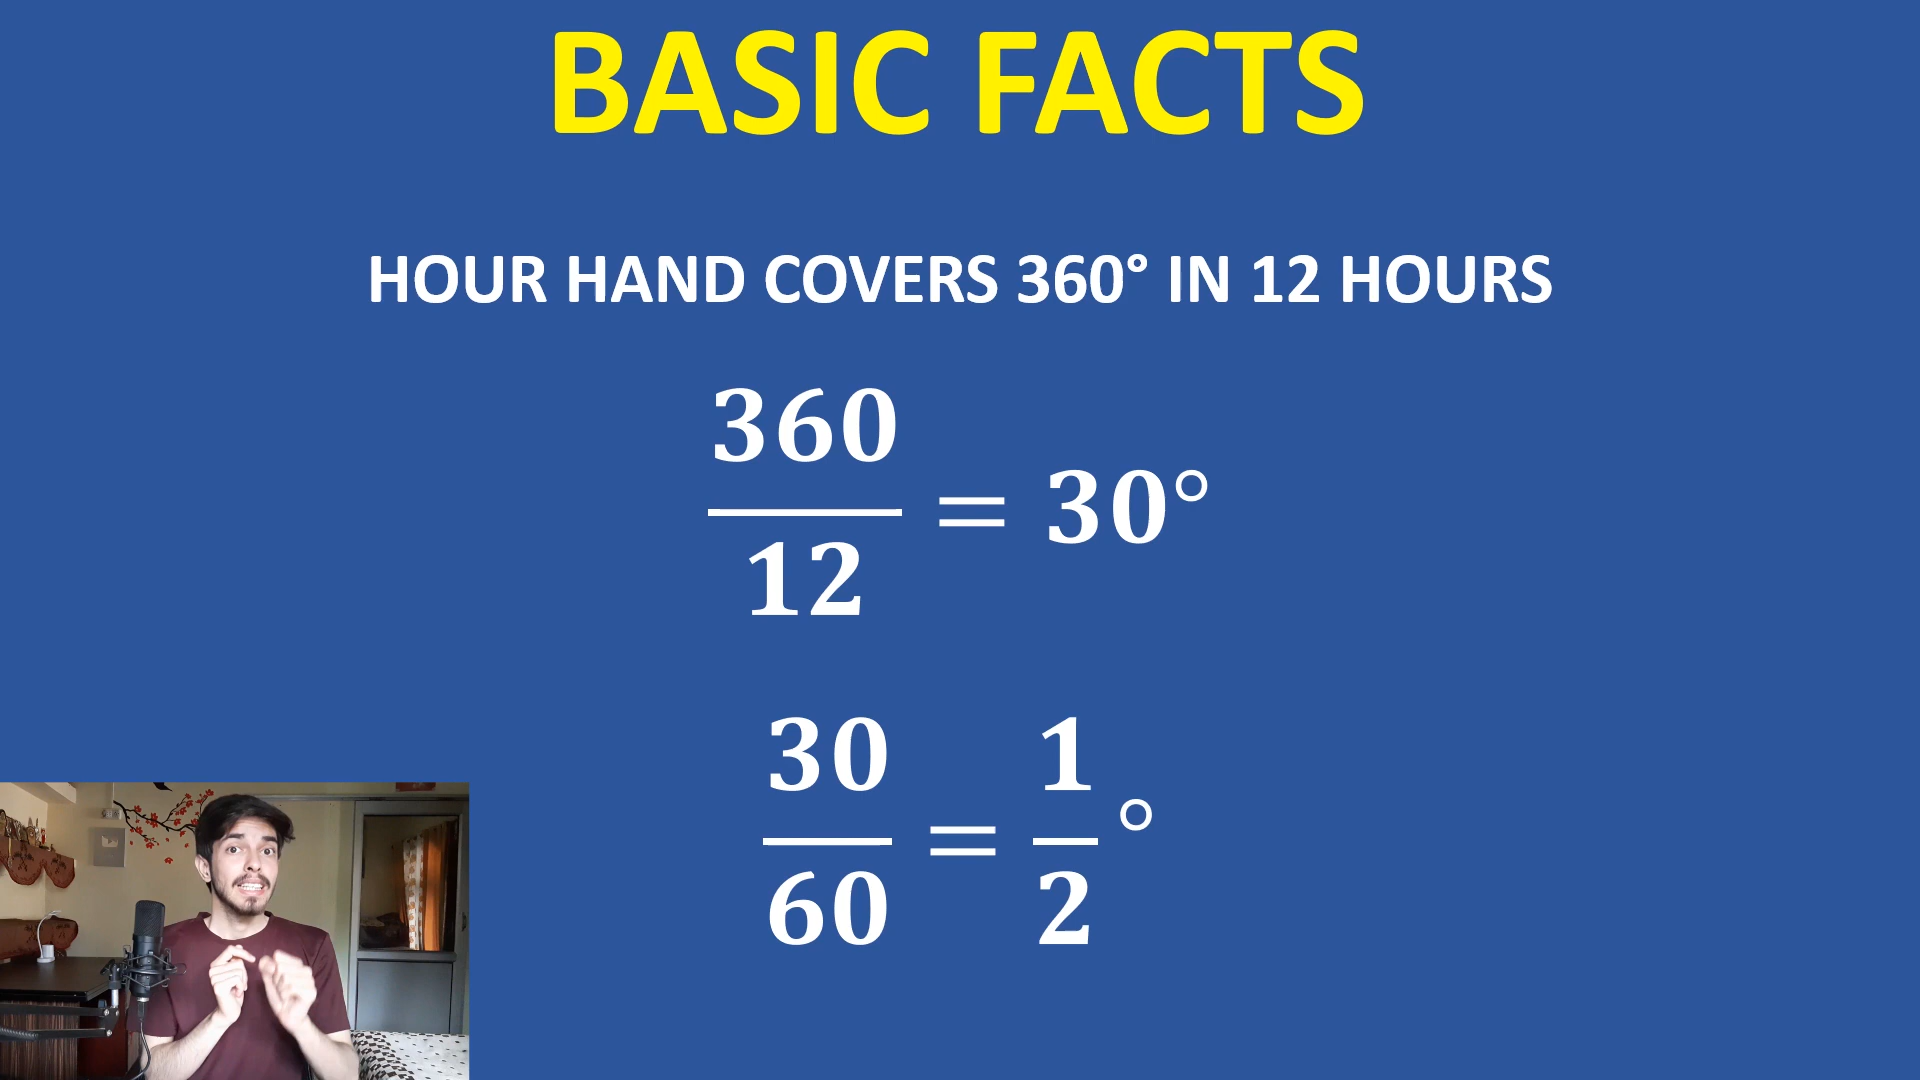 BASIC FACTS
HOUR HAND COVERS 360° IN 12 HOURS
360/12 = 30°
30/60 = 1/2°